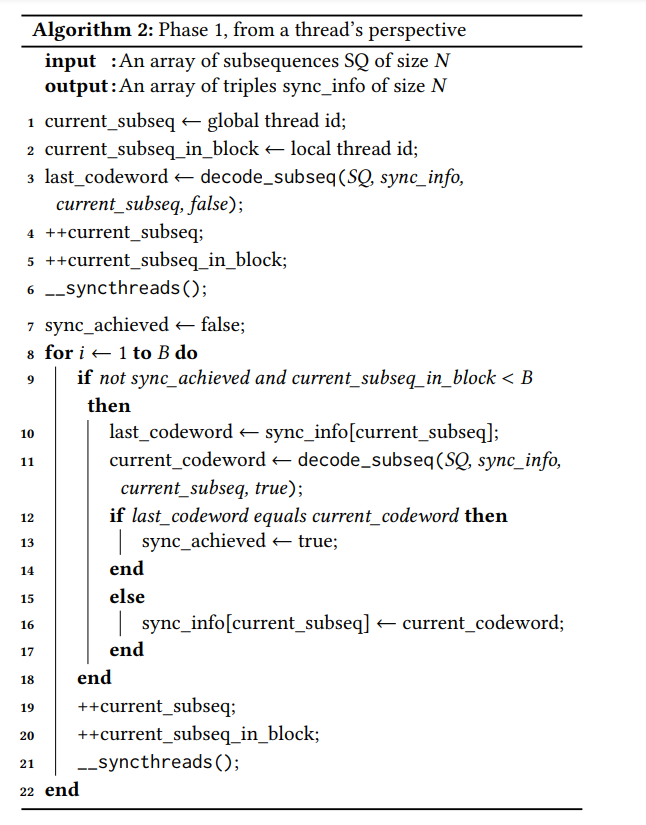 Algorithm 2: Phase 1, from a thread's perspective
input : An array of subsequences SQ of size N
output: An array of triples sync_info of size N
1 current_subseq ← global thread id;
2 current_subseq_in_block ← local thread id;
3 last_codeword ← decode_subseq(SQ, sync_info,
current_subseq, false);
4 ++current_subseq;
5 ++current_subseq_in_block;
6 __syncthreads();
7 sync_achieved ← false;
8 for i ← 1 to B do
9 if not sync_achieved and current_subseq_in_block < B
then
10 last_codeword ← sync_info[current_subseq];
11 current_codeword ← decode_subseq(SQ, sync_info,
current_subseq, true);
12 if last_codeword equals current_codeword then
13 sync_achieved ← true;
14 end
15 else
16 sync_info[current_subseq] ← current_codeword;
17 end
18 end
19 ++current_subseq;
20 ++current_subseq_in_block;
21 __syncthreads();
22 end